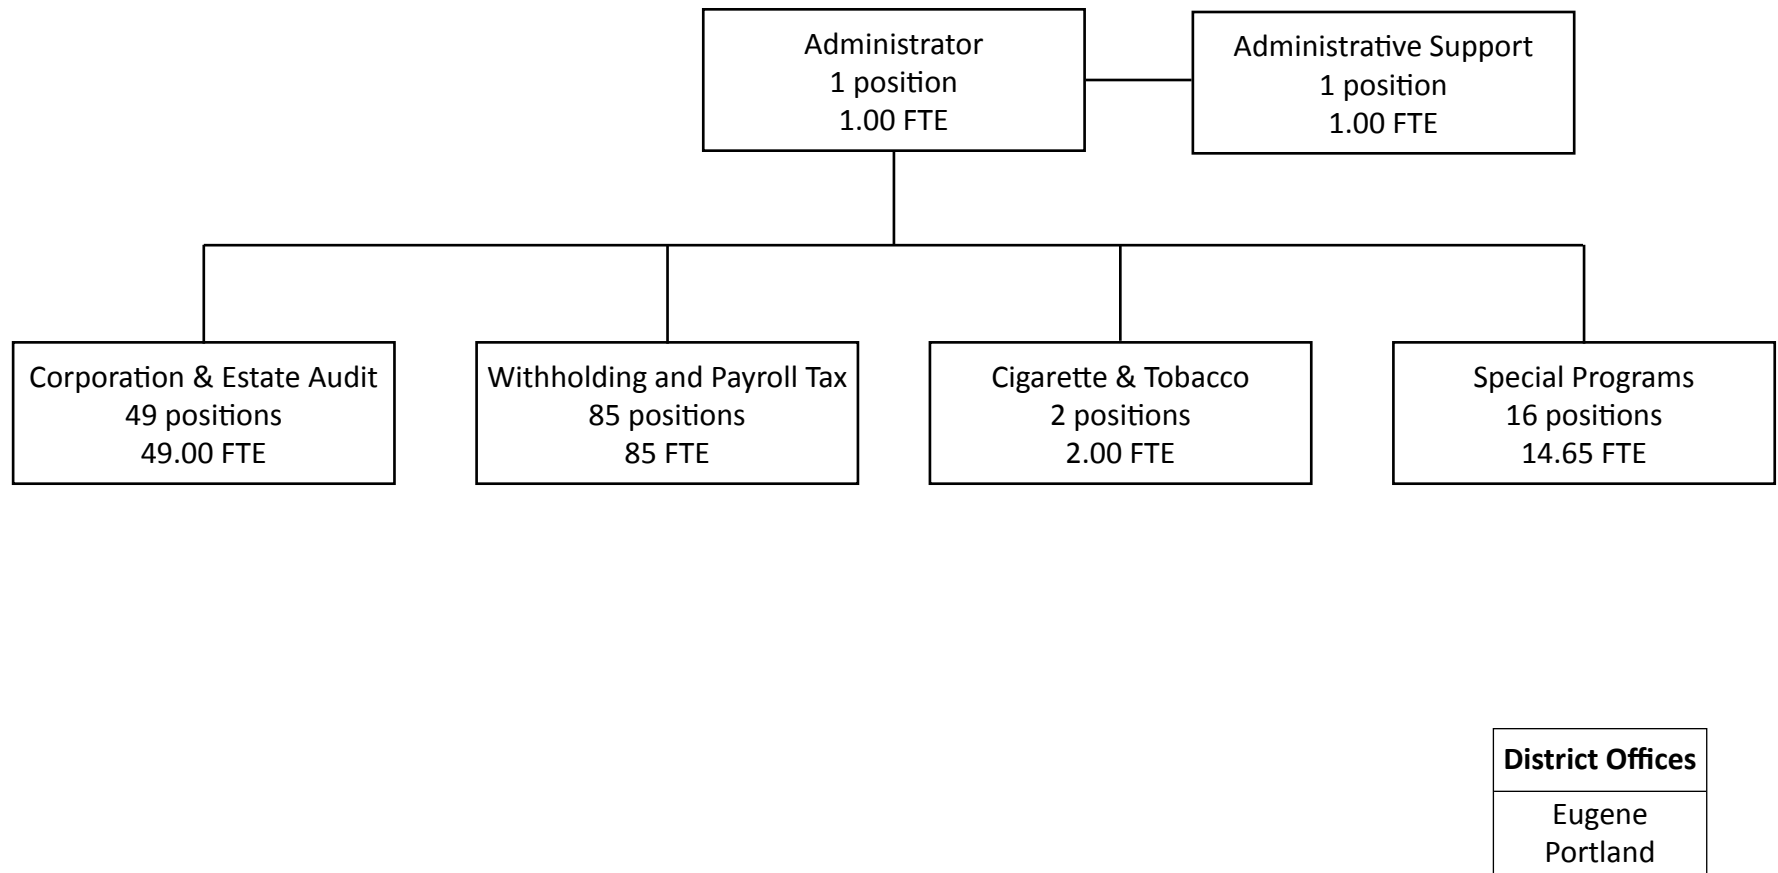 Administrator
1 position
1.00 FTE
Administrative Support
1 position
1.00 FTE
Corporation & Estate Audit
49 positions
49.00 FTE
Withholding and Payroll Tax
85 positions
85 FTE
Cigarette & Tobacco
2 positions
2.00 FTE
Special Programs
16 positions
14.65 FTE
District Offices
Eugene
Portland